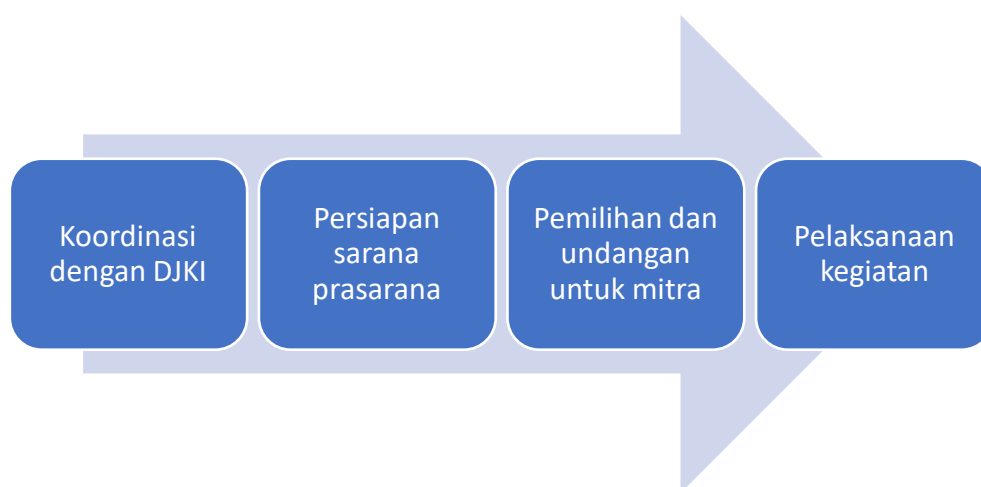 Koordinasi
dengan DJKI
Persiapan
sarana
prasarana
Pemilihan dan
undangan
untuk mitra
Pelaksanaan
kegiatan